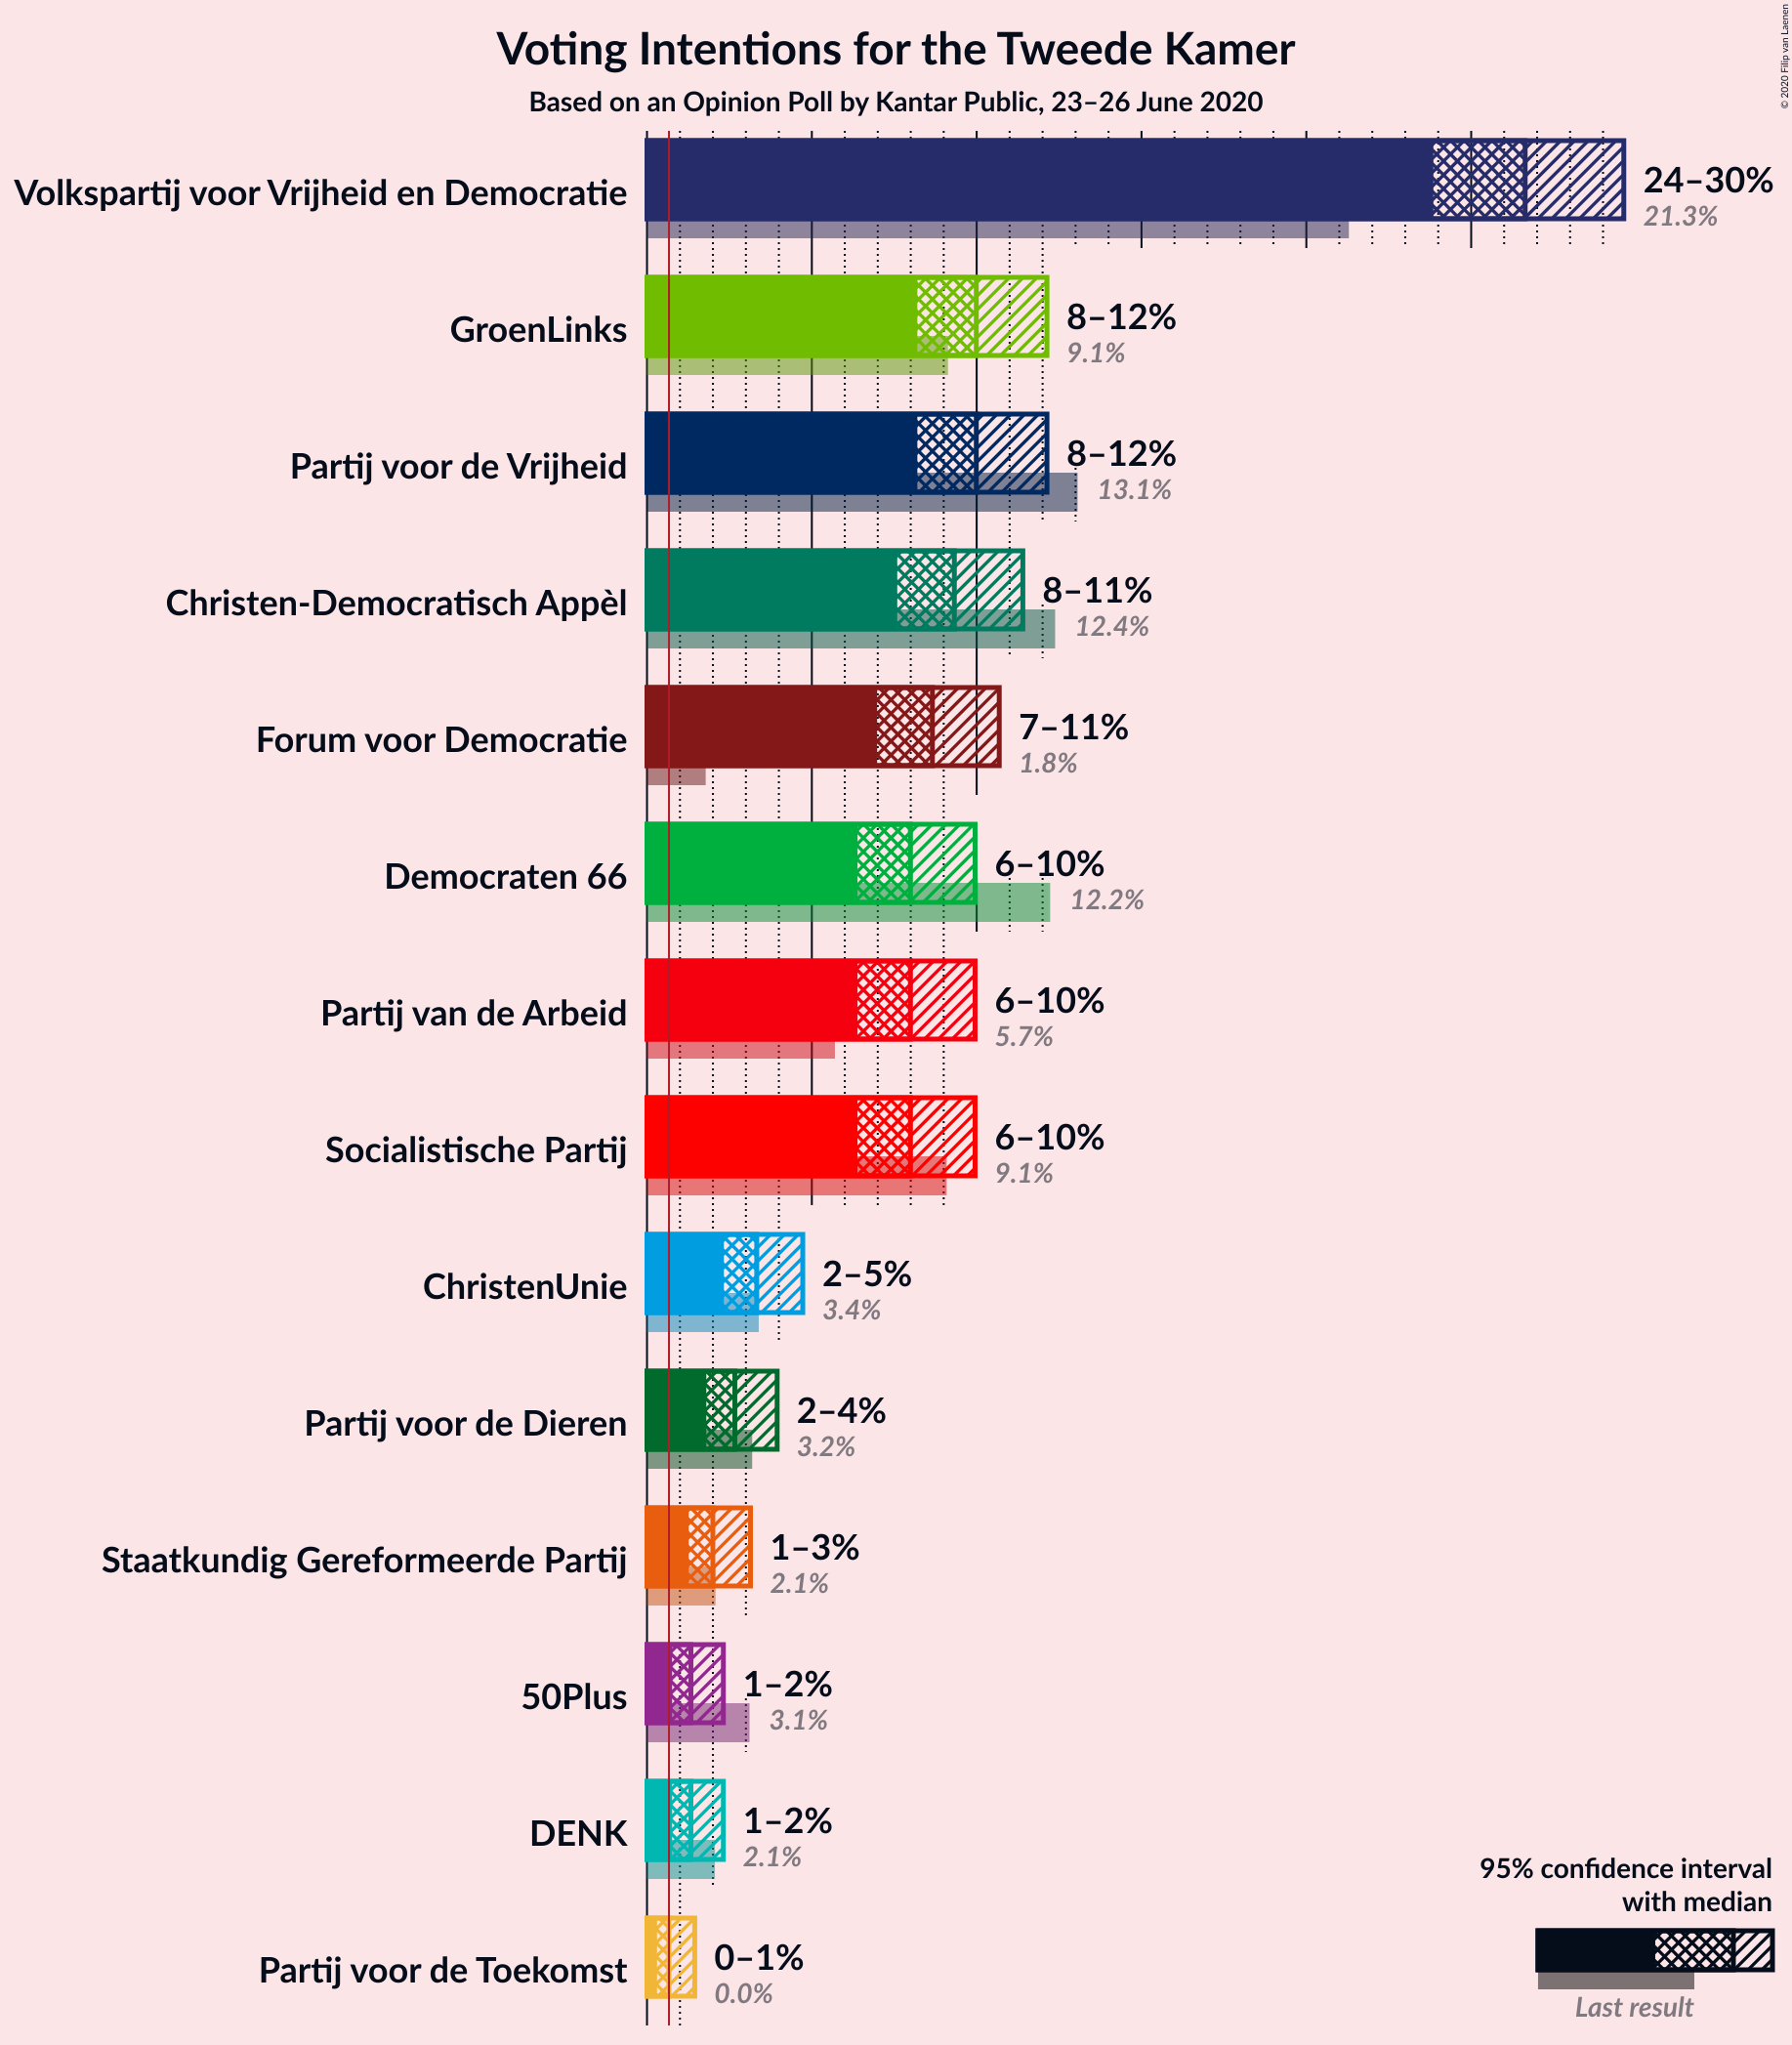 Voting Intentions for the Tweede Kamer
Based on an Opinion Poll by Kantar Public, 23–26 June 2020
© 2020 Filip van Laenen
Volkspartij voor Vrijheid en Democratie
24–30%
21.3%
GroenLinks
8–12%
9.1%
Partij voor de Vrijheid
8–12%
13.1%
Christen-Democratisch Appèl
8–11%
12.4%
Forum voor Democratie
7–11%
1.8%
Democraten 66
6–10%
12.2%
Partij van de Arbeid
6–10%
5.7%
Socialistische Partij
6–10%
9.1%
ChristenUnie
2–5%
3.4%
Partij voor de Dieren
2–4%
3.2%
Staatkundig Gereformeerde Partij
1–3%
2.1%
50Plus
1–2%
3.1%
DENK
1–2%
2.1%
Partij voor de Toekomst
0–1%
0.0%
95% confidence interval
with median
Last result